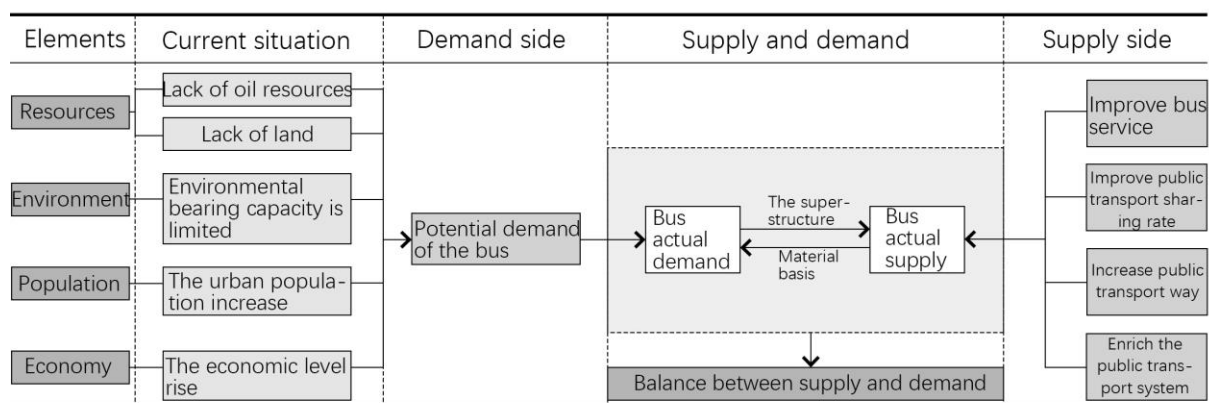 Elements
Current situation
Demand side
Supply and demand
Supply side
Resources
Lack of oil resources
Lack of land
Environment
Environmental
bearing capacity is
limited
Population
The urban popula-
tion increase
Economy
The economic level
rise
Potential demand
of the bus
Bus
actual
demand
The super-
structure
Material
basis
Bus
actual
supply
Balance between supply and demand
Improve bus
service
Improve public
transport shar-
ing rate
Increase public
transport way
Enrich the
public trans-
port system